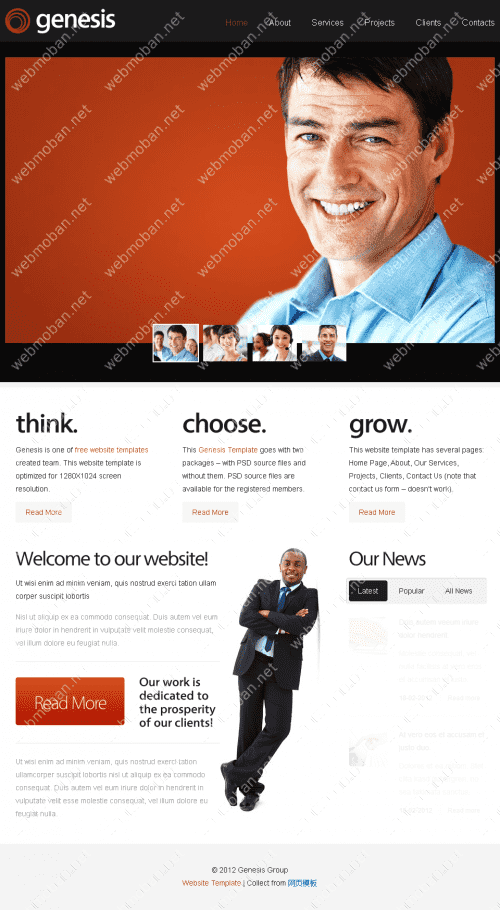 genesis
Home About Services Projects Clients Contacts
webmoban.net
think.
Genesis is one of free website templates
created team. This website template is
optimized for 1280X1024 screen
resolution.
Read More
choose.
This Genesis Template goes with two
packages – with PSD source files and
without them. PSD source files are
available for the registered members.
Read More
grow.
This website template has several pages:
Home Page, About, Our Services,
Projects, Clients, Contact Us (note that
contact us form – doesn't work).
Read More
Welcome to our website!
Ut wisi enim ad minim veniam, quis nostrud exerci tation ullam
corper suscipit lobortis
Nisl ut aliquip ex ea commodo consequat. Duis autem vel eum
iriure dolor in hendrerit in vulputate velit molestie consequat,
vel illum dolore eu feugiat nulla.
Read More
Our work is
dedicated to
the prosperity
of our clients!
Ut wisi enim ad minim veniam, quis nostrud exerci tation
ullamcorper suscipit lobortis nisl ut aliquip ex ea commodo
consequat. Duis autem vel eum iriure dolor in hendrerit in
vulputate velit esse molestie consequat, vel illum dolore eu
feugiat nulla.
Our News
Latest Popular All News
© 2012 Genesis Group
Website Template | Collect from 网页模板